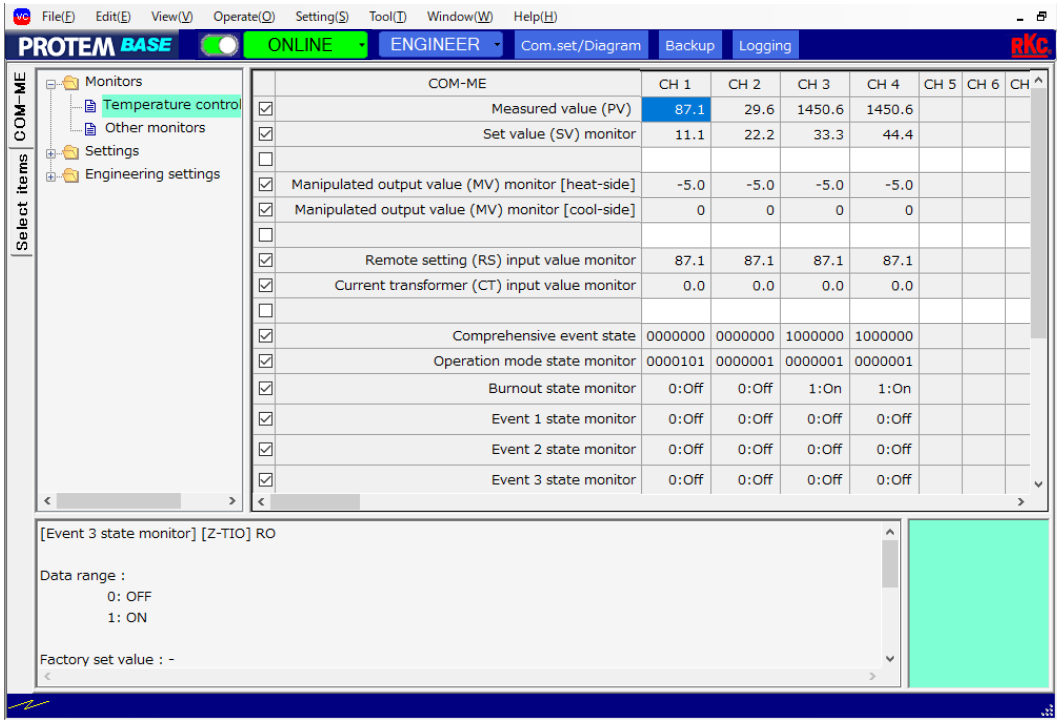 VC File(F) Edit(E) View(V) Operate(O) Setting(S) Tool(T) Window(W) Help(H)
PROTEM BASE ONLINE ENGINEER Com.set/Diagram Backup Logging RKC.
COM-ME
Select items
Monitors
Temperature control
Other monitors
Settings
Engineering settings
COM-ME CH 1 CH 2 CH 3 CH 4 CH 5 CH 6 CH
Measured value (PV) 87.1 29.6 1450.6 1450.6
Set value (SV) monitor 11.1 22.2 33.3 44.4
Manipulated output value (MV) monitor [heat-side] -5.0 -5.0 -5.0 -5.0
Manipulated output value (MV) monitor [cool-side] 0 0 0 0
Remote setting (RS) input value monitor 87.1 87.1 87.1 87.1
Current transformer (CT) input value monitor 0.0 0.0 0.0 0.0
Comprehensive event state 0000000 0000000 1000000 1000000
Operation mode state monitor 0000101 0000001 0000001 0000001
Burnout state monitor 0:Off 0:Off 1:On 1:On
Event 1 state monitor 0:Off 0:Off 0:Off 0:Off
Event 2 state monitor 0:Off 0:Off 0:Off 0:Off
Event 3 state monitor 0:Off 0:Off 0:Off 0:Off
[Event 3 state monitor] [Z-TIO] RO
Data range :
0: OFF
1: ON
Factory set value : -